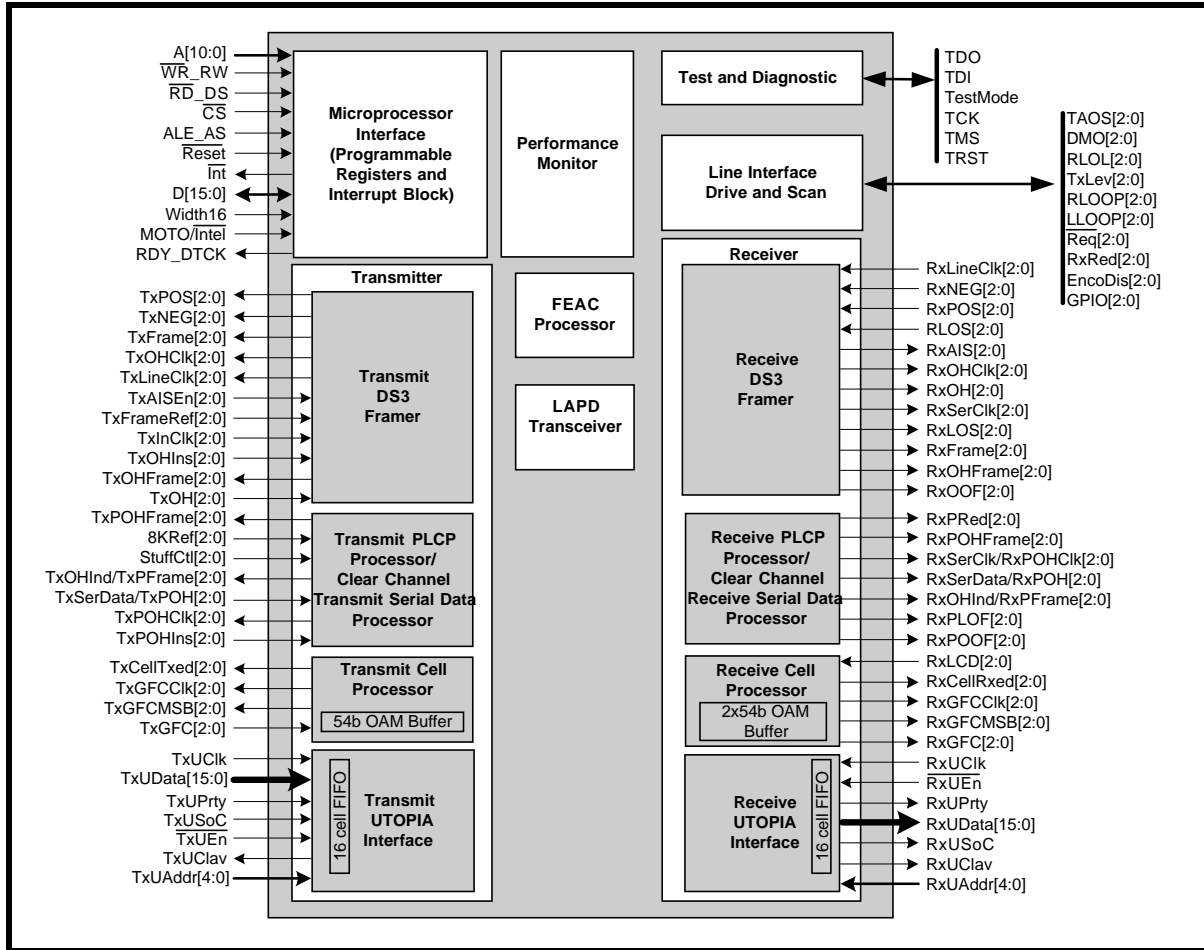 A[10:0]
WR_RW
RD_DS
CS
ALE_AS
Reset
Int
D[15:0]
Width16
MOTO/Intel
RDY_DTCK
Microprocessor
Interface
(Programmable
Registers and
Interrupt Block)
Performance
Monitor
Test and Diagnostic
TDO
TDI
TestMode
TCK
TMS
TRST
Line Interface
Drive and Scan
TAOS[2:0]
DMO[2:0]
RLOL[2:0]
TxLev[2:0]
RLOOP[2:0]
LLOOP[2:0]
Req[2:0]
RxRed[2:0]
EncoDis[2:0]
GPIO[2:0]
Transmitter
TxPOS[2:0]
TxNEG[2:0]
TxFrame[2:0]
TxOHClk[2:0]
TxLineClk[2:0]
TxAISEn[2:0]
TxFrameRef[2:0]
TxInClk[2:0]
TxOHIns[2:0]
TxOHFrame[2:0]
TxOH[2:0]
Transmit
DS3
Framer
FEAC
Processor
LAPD
Transceiver
Receiver
Receive
DS3
Framer
RxLineClk[2:0]
RxNEG[2:0]
RxPOS[2:0]
RLOS[2:0]
RxAIS[2:0]
RxOHClk[2:0]
RxOH[2:0]
RxSerClk[2:0]
RxLOS[2:0]
RxFrame[2:0]
RxOHFrame[2:0]
RxOOF[2:0]
TxPOHFrame[2:0]
8KRef[2:0]
StuffCtl[2:0]
TxOHInd/TxPFrame[2:0]
TxSerData/TxPOH[2:0]
TxPOHClk[2:0]
TxPOHIns[2:0]
Transmit PLCP
Processor/
Clear Channel
Transmit Serial Data
Processor
Receive PLCP
Processor/
Clear Channel
Receive Serial Data
Processor
RxPRed[2:0]
RxPOHFrame[2:0]
RxSerClk/RxPOHClk[2:0]
RxSerData/RxPOH[2:0]
RxOHInd/RxPFrame[2:0]
RxPLOF[2:0]
RxPOOF[2:0]
TxCellTxed[2:0]
TxGFCClk[2:0]
TxGFCMSB[2:0]
TxGFC[2:0]
Transmit Cell
Processor
54b OAM Buffer
Receive Cell
Processor
2x54b OAM
Buffer
RxLCD[2:0]
RxCellRxed[2:0]
RxGFCClk[2:0]
RxGFCMSB[2:0]
RxGFC[2:0]
TxUClk
TxUData[15:0]
TxUPrty
TxUSoC
TxUEn
TxUClav
TxUAddr[4:0]
16 cell FIFO
Transmit
UTOPIA
Interface
Receive
UTOPIA
Interface
16 cell FIFO
RxUClk
RxUEn
RxUPrty
RxUData[15:0]
RxUSoC
RxUClav
RxUAddr[4:0]